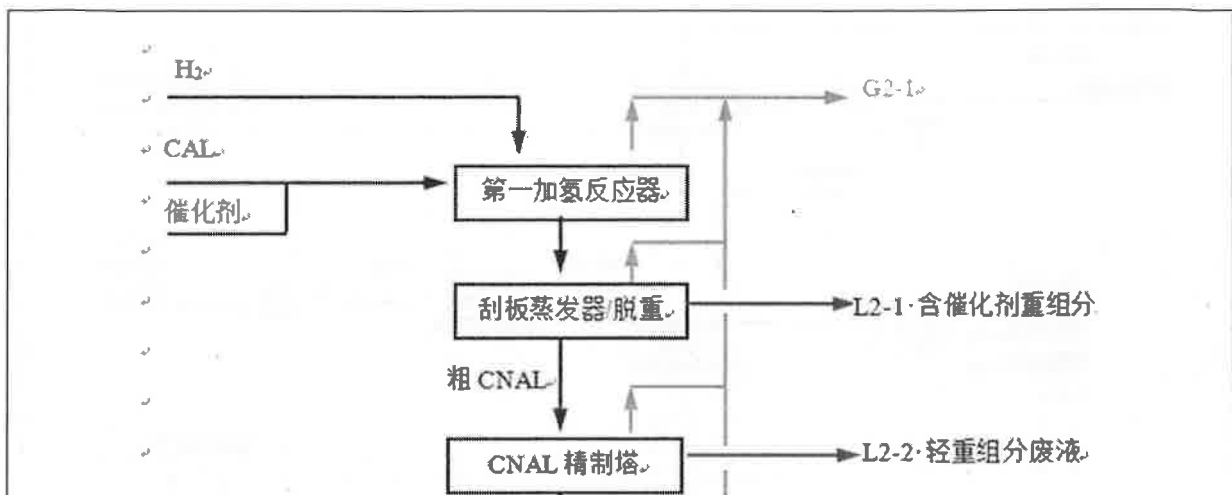 H₂
G2-1
CAL
第一加氢反应器
催化剂
刮板蒸发器/脱重
L2-1·含催化剂重组分
粗 CNAL
CNAL 精制塔
L2-2·轻重组分废液